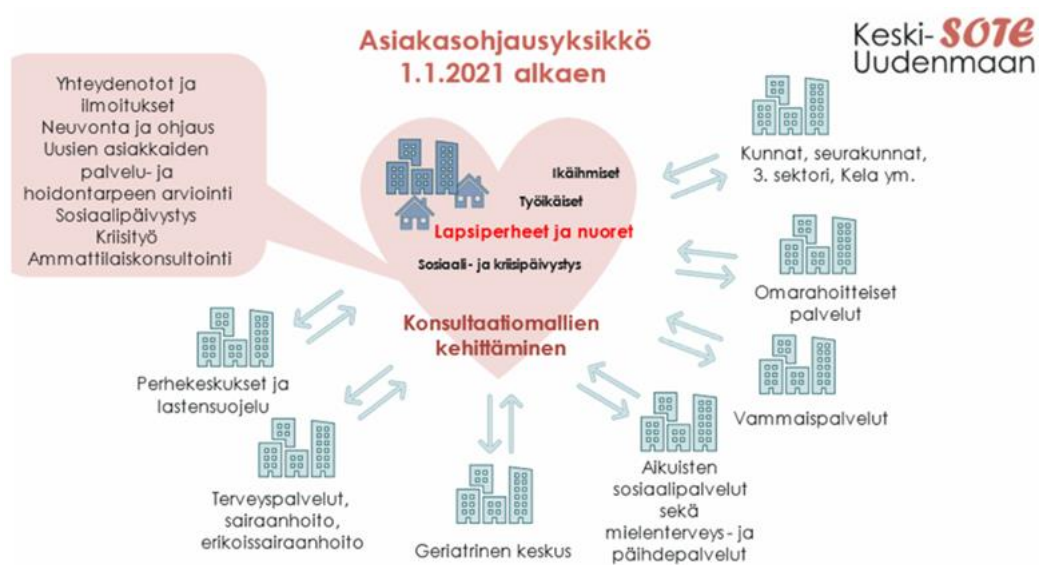 Asiakasohjausyksikkö
1.1.2021 alkaen
Keski-SOTE
Uudenmaan
Yhteydenotot ja
ilmoitukset
Neuvonta ja ohjaus
Uusien asiakkaiden
palvelu- ja
hoidontarpeen arviointi
Sosiaalipäivystys
Kriisityö
Ammattilaiskonsultointi
Ikäihmiset
Työikäiset
Lapsiperheet ja nuoret
Sosiaali- ja kriisipäivystys
Konsultaatiomallien
kehittäminen
Kunnat, seurakunnat,
3. sektori, Kela ym.
Omarahoitteiset
palvelut
Vammaispalvelut
Aikuisten
sosiaalipalvelut
sekä
mielenterveys- ja
päihdepalvelut
Geriatrinen keskus
Terveyspalvelut,
sairaanhoito,
erikoissairaanhoito
Perhekeskukset ja
lastensuojelu